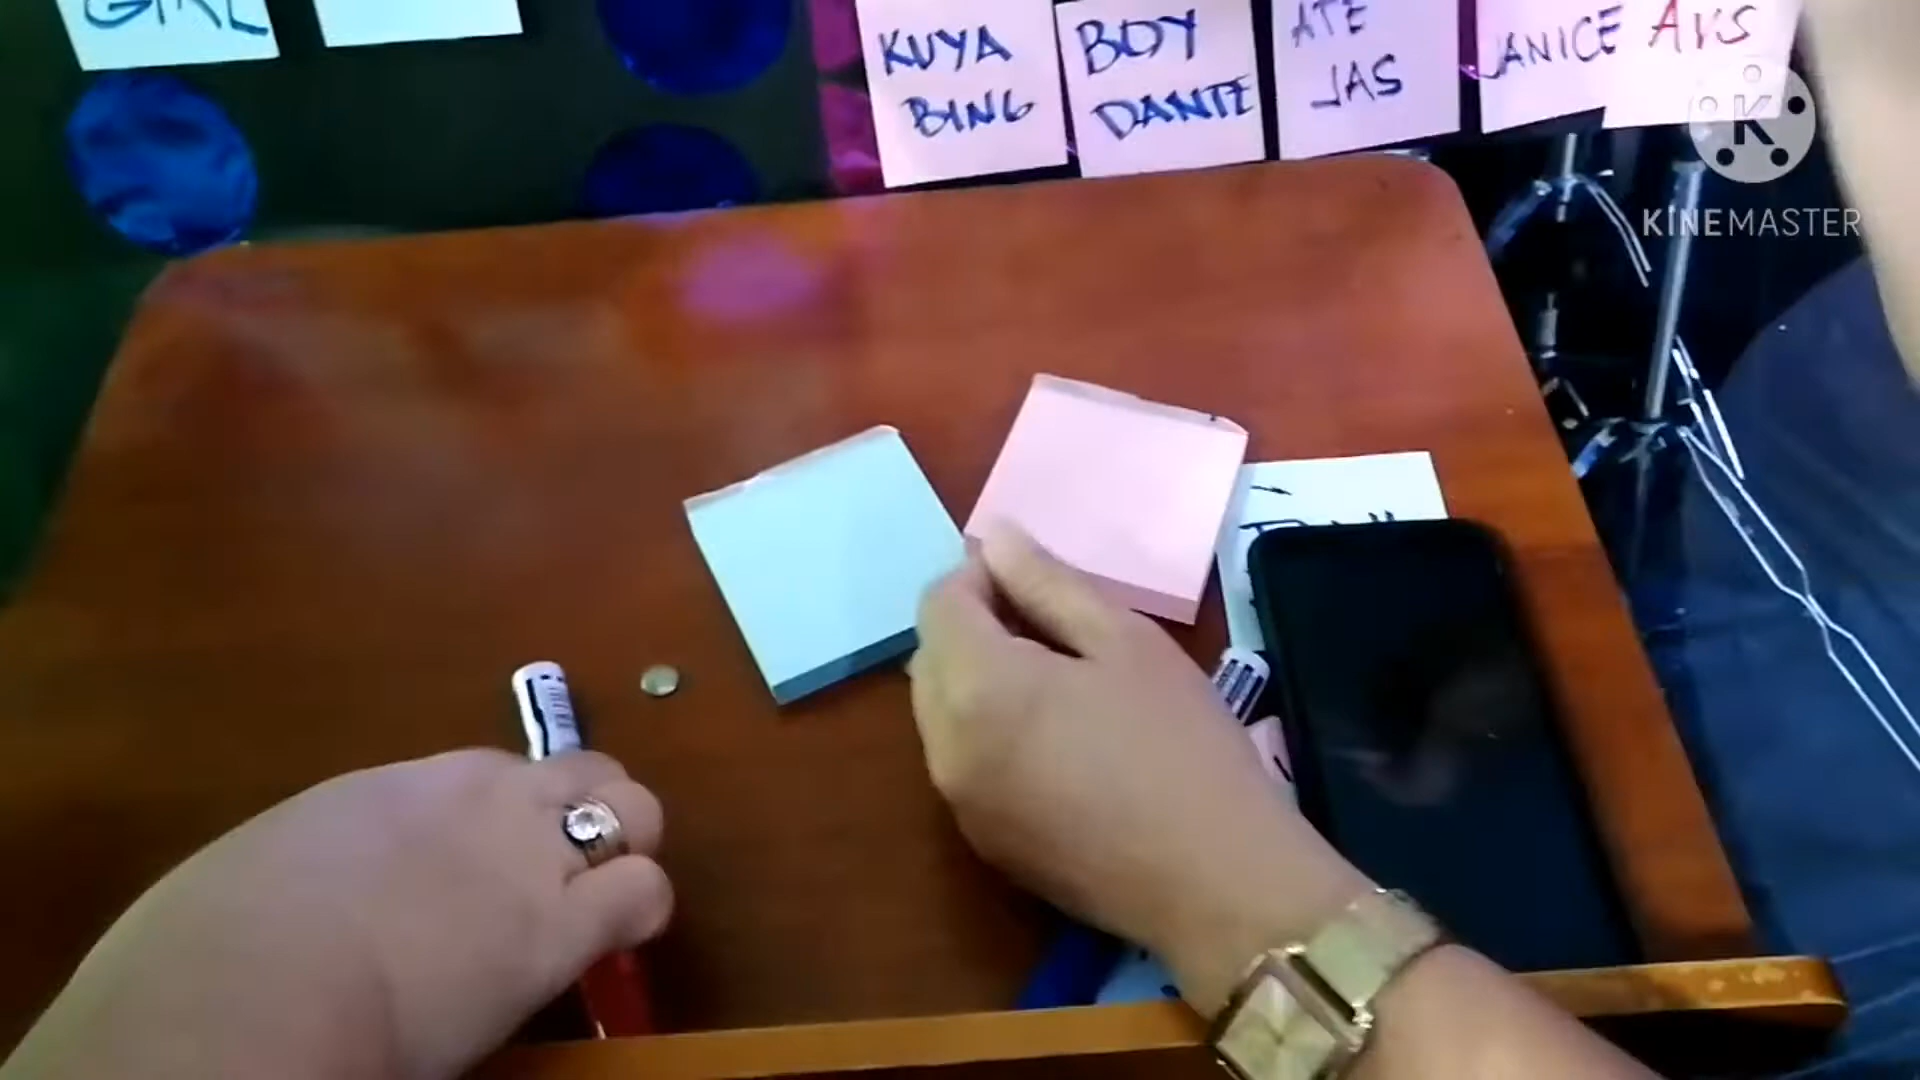 GIRL
KUYA
BING
BOY
DANTE
ATE
JAS
JANICE
AVS
K
KINEMASTER